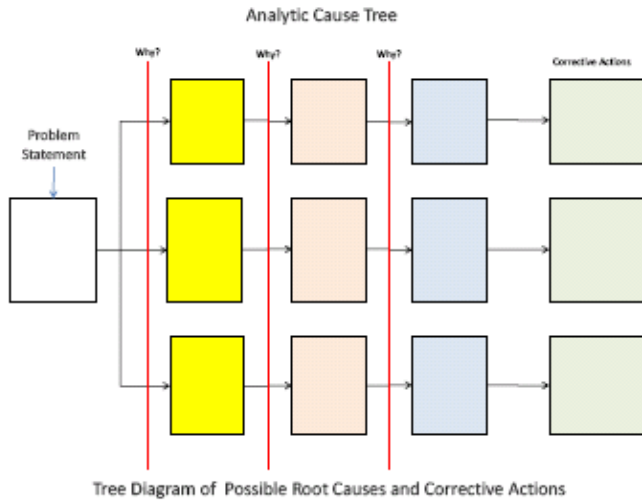 Analytic Cause Tree
Why?
Why?
Why?
Corrective Actions
Problem
Statement
Tree Diagram of Possible Root Causes and Corrective Actions